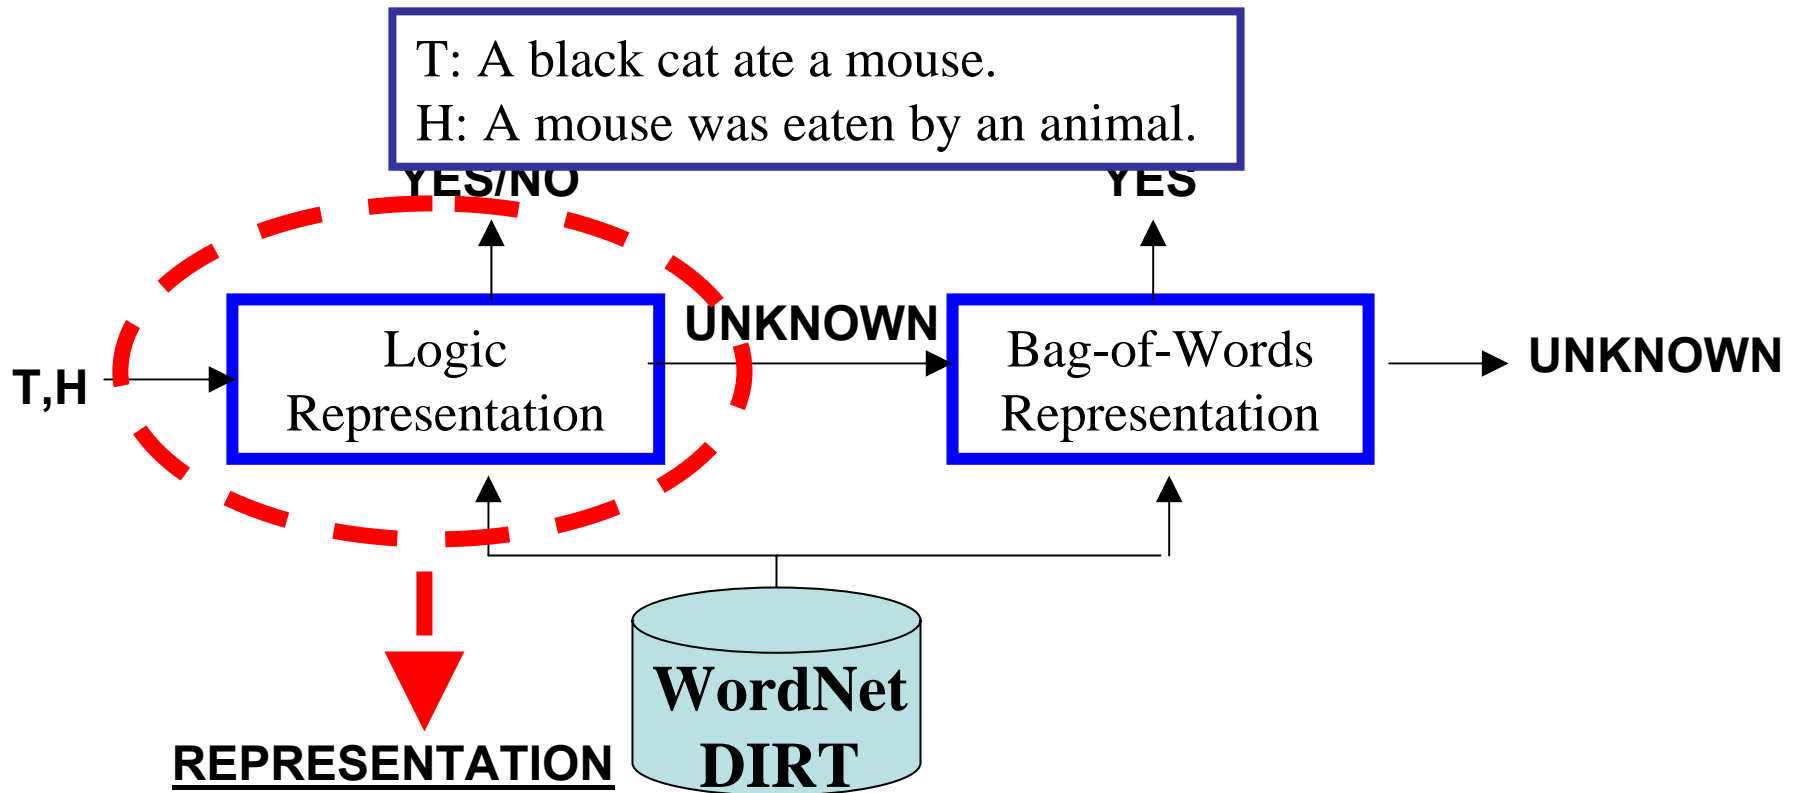 T: A black cat ate a mouse.
H: A mouse was eaten by an animal.
YES/NO
YES
UNKNOWN
Logic
Representation
Bag-of-Words
Representation
UNKNOWN
T,H
WordNet
DIRT
REPRESENTATION